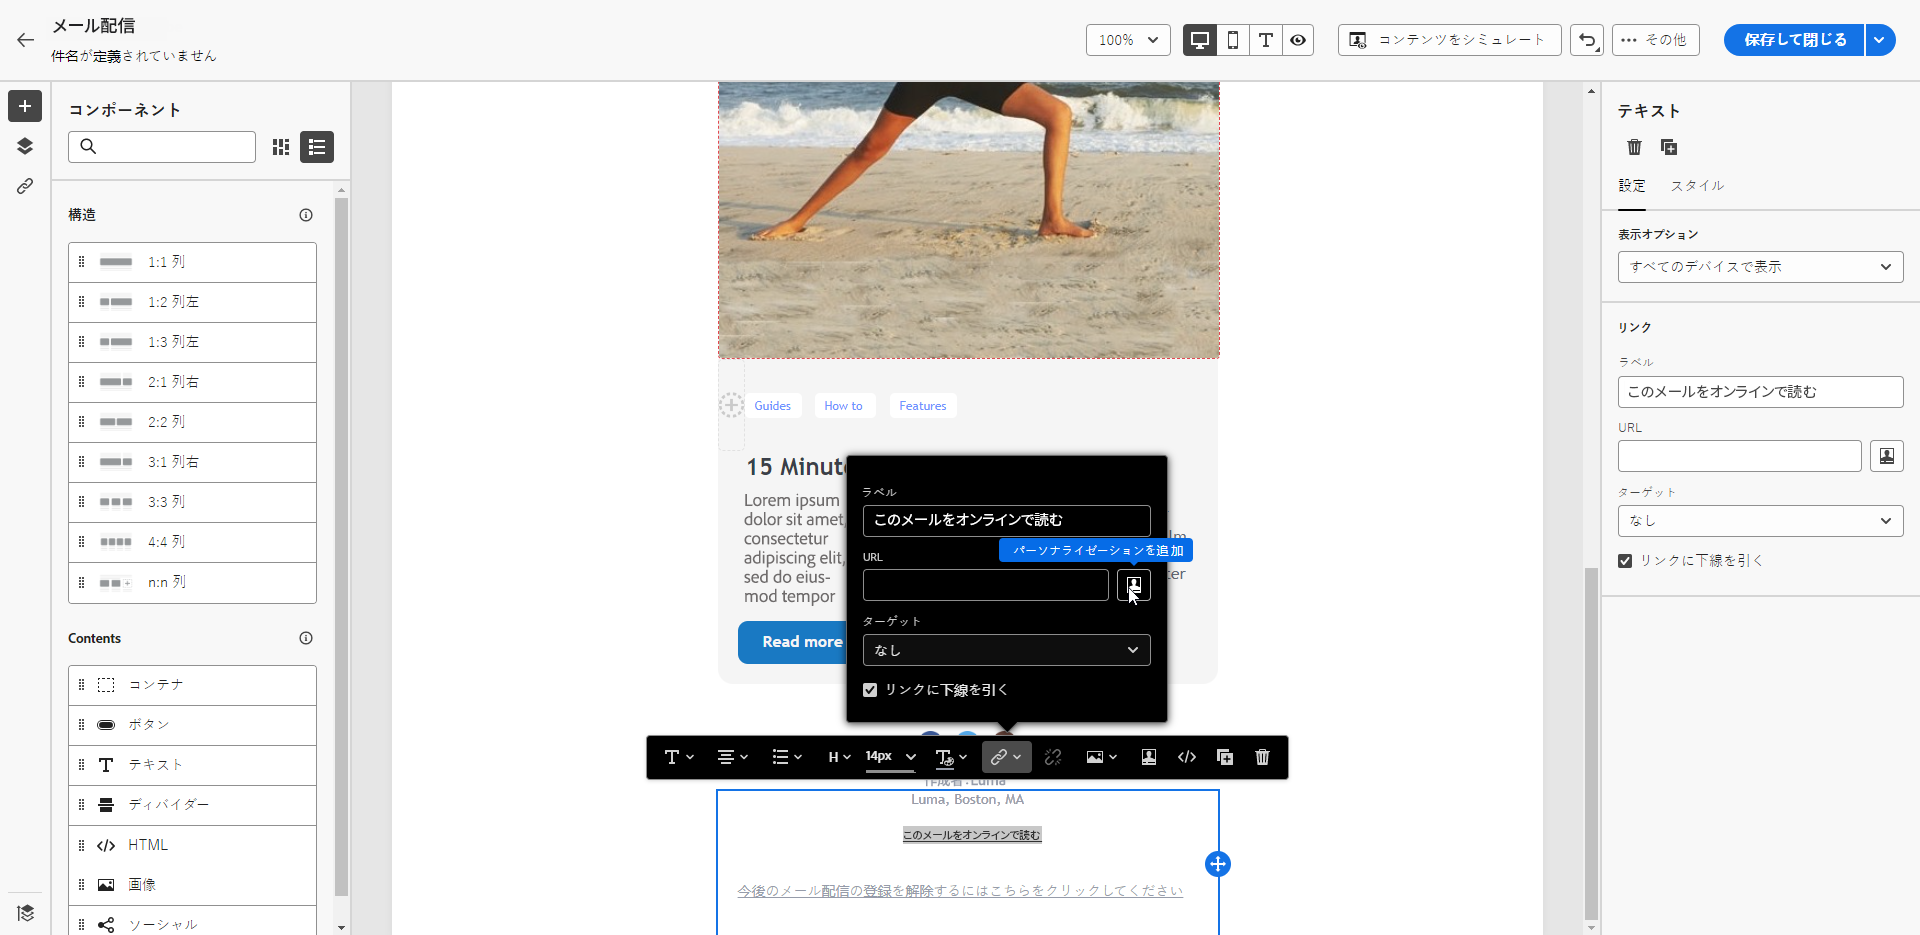 メール配信
件名が定義されていません
100%
コンテンツをシミュレート
その他
保存して閉じる
コンポーネント
構造
1:1 列
1:2 列左
1:3 列左
2:1 列右
2:2 列
3:1 列右
3:3 列
4:4 列
n:n 列
Contents
コンテナ
ボタン
テキスト
ディバイダー
HTML
画像
ソーシャル
Guides
How to
Features
15 Minute
Lorem ipsum
dolor sit amet,
consectetur
adipiscing elit,
sed do eius-
mod tempor
Read more
ラベル
このメールをオンラインで読む
URL
パーソナライゼーションを追加
ターゲット
なし
リンクに下線を引く
H
14px
作成者：Luma
Luma, Boston, MA
このメールをオンラインで読む
今後のメール配信の登録を解除するにはこちらをクリックしてください
テキスト
設定
スタイル
表示オプション
すべてのデバイスで表示
リンク
ラベル
このメールをオンラインで読む
URL
ターゲット
なし
リンクに下線を引く